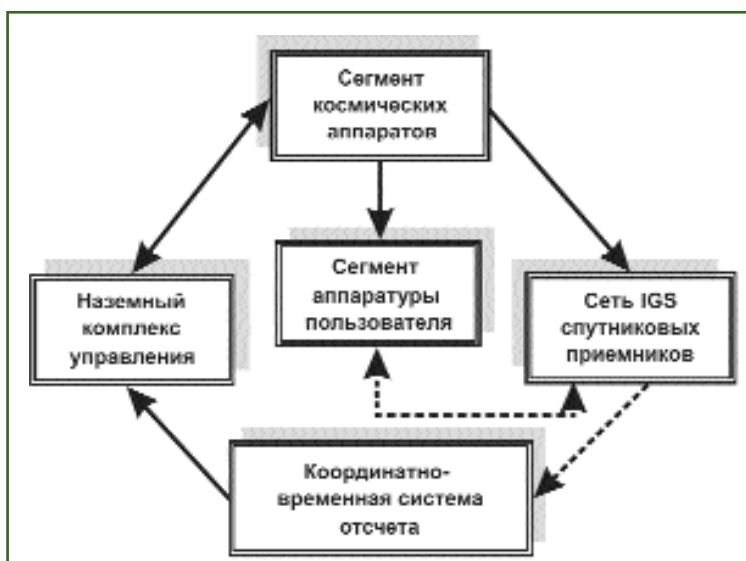 Сегмент
космических
аппаратов
Наземный
комплекс
управления
Сегмент
аппаратуры
пользователя
Сеть IGS
спутниковых
приемников
Координатно-
временная система
отсчета